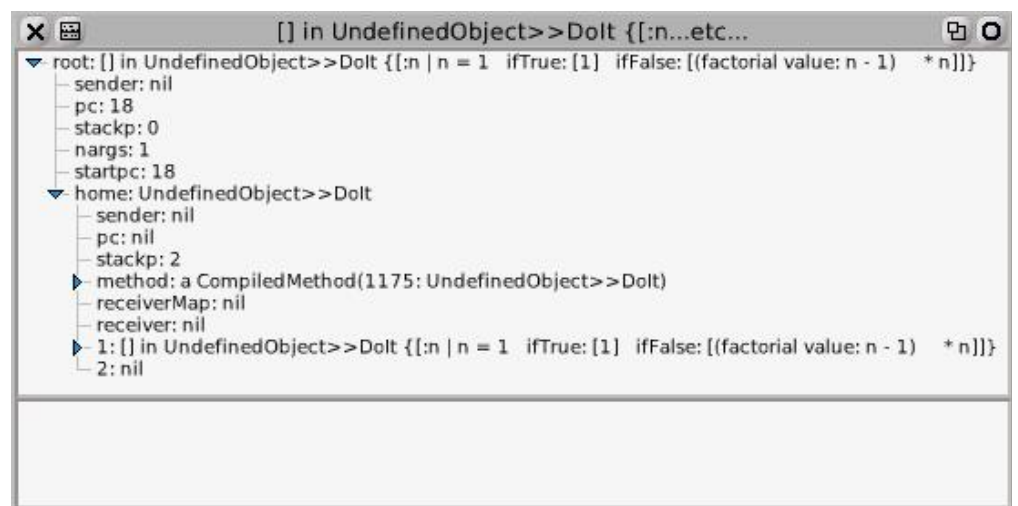 [] in UndefinedObject>>DoIt {[:n...etc...
root: [] in UndefinedObject>>DoIt {[:n | n = 1 ifTrue: [1] ifFalse: [(factorial value: n - 1) * n]]}
sender: nil
pc: 18
stackp: 0
nargs: 1
startpc: 18
home: UndefinedObject>>DoIt
sender: nil
pc: nil
stackp: 2
method: a CompiledMethod(1175: UndefinedObject>>DoIt)
receiverMap: nil
receiver: nil
1: [] in UndefinedObject>>DoIt {[:n | n = 1 ifTrue: [1] ifFalse: [(factorial value: n - 1) * n]]}
2: nil